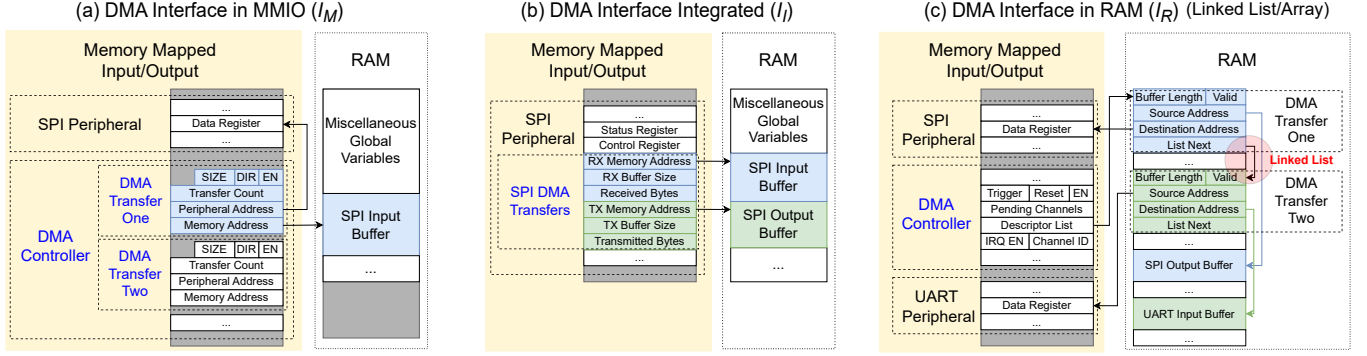 (a) DMA Interface in MMIO (I_M)
Memory Mapped
Input/Output
RAM
SPI Peripheral
...
Data Register
...
DMA
Controller
DMA
Transfer
One
SIZE DIR EN
Transfer Count
Peripheral Address
Memory Address
DMA
Transfer
Two
SIZE DIR EN
Transfer Count
Peripheral Address
Memory Address
...
Miscellaneous
Global
Variables
SPI Input
Buffer
...
(b) DMA Interface Integrated (I_I)
Memory Mapped
Input/Output
RAM
SPI
Peripheral
...
Status Register
Control Register
SPI DMA
Transfers
RX Memory Address
RX Buffer Size
Received Bytes
TX Memory Address
TX Buffer Size
Transmitted Bytes
...
Miscellaneous
Global
Variables
SPI Input
Buffer
SPI Output
Buffer
...
(c) DMA Interface in RAM (I_R) (Linked List/Array)
Memory Mapped
Input/Output
RAM
SPI
Peripheral
...
Data Register
...
DMA
Controller
...
Trigger Reset EN
Pending Channels
Descriptor List
IRQ EN Channel ID
...
UART
Peripheral
...
Data Register
...
Buffer Length Valid
Source Address
Destination Address
List Next
DMA
Transfer
One
...
Linked List
Buffer Length Valid
Source Address
Destination Address
List Next
DMA
Transfer
Two
...
SPI Output Buffer
...
UART Input Buffer
...